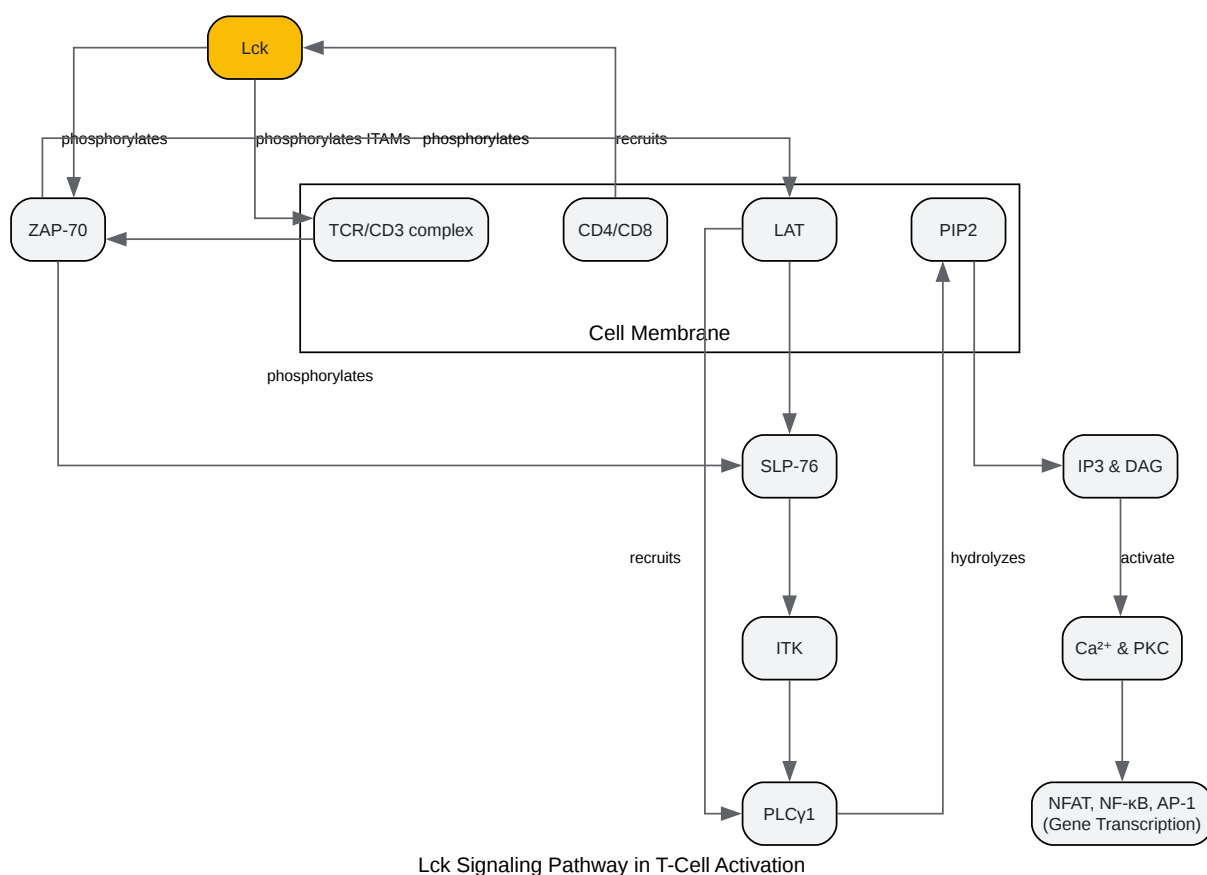 Lck
phosphorylates
phosphorylates ITAMs
phosphorylates
recruits
ZAP-70
TCR/CD3 complex
CD4/CD8
LAT
PIP2
Cell Membrane
phosphorylates
SLP-76
IP3 & DAG
recruits
hydrolyzes
activate
ITK
Ca²⁺ & PKC
PLCγ1
NFAT, NF-κB, AP-1
(Gene Transcription)
Lck Signaling Pathway in T-Cell Activation